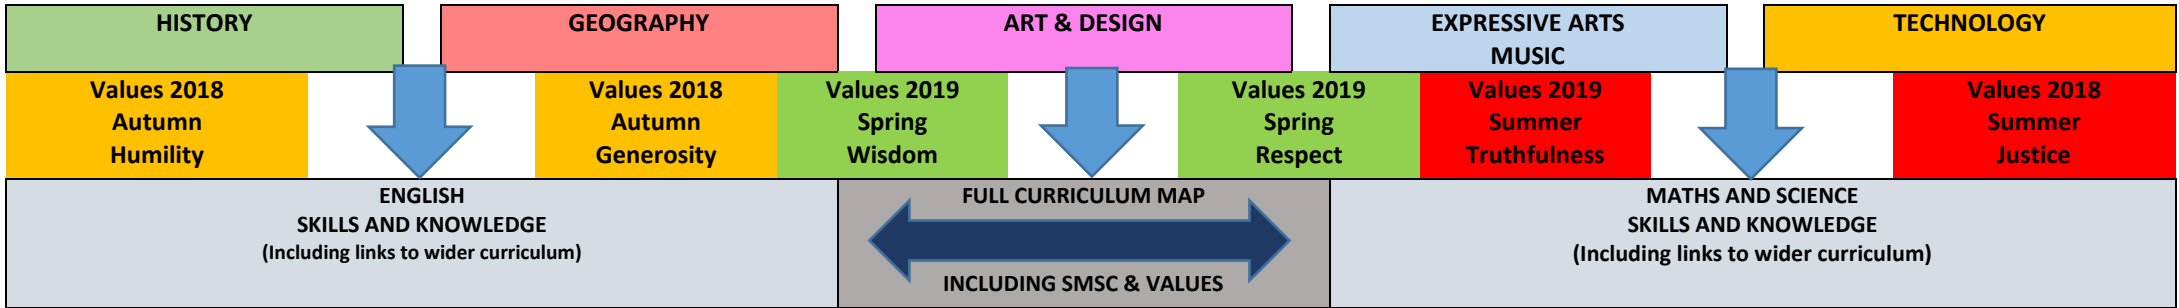 HISTORY
GEOGRAPHY
ART & DESIGN
EXPRESSIVE ARTS
MUSIC
TECHNOLOGY
Values 2018
Autumn
Humility
Values 2018
Autumn
Generosity
Values 2019
Spring
Wisdom
Values 2019
Spring
Respect
Values 2019
Summer
Truthfulness
Values 2018
Summer
Justice
ENGLISH
SKILLS AND KNOWLEDGE
(Including links to wider curriculum)
FULL CURRICULUM MAP
INCLUDING SMSC & VALUES
MATHS AND SCIENCE
SKILLS AND KNOWLEDGE
(Including links to wider curriculum)